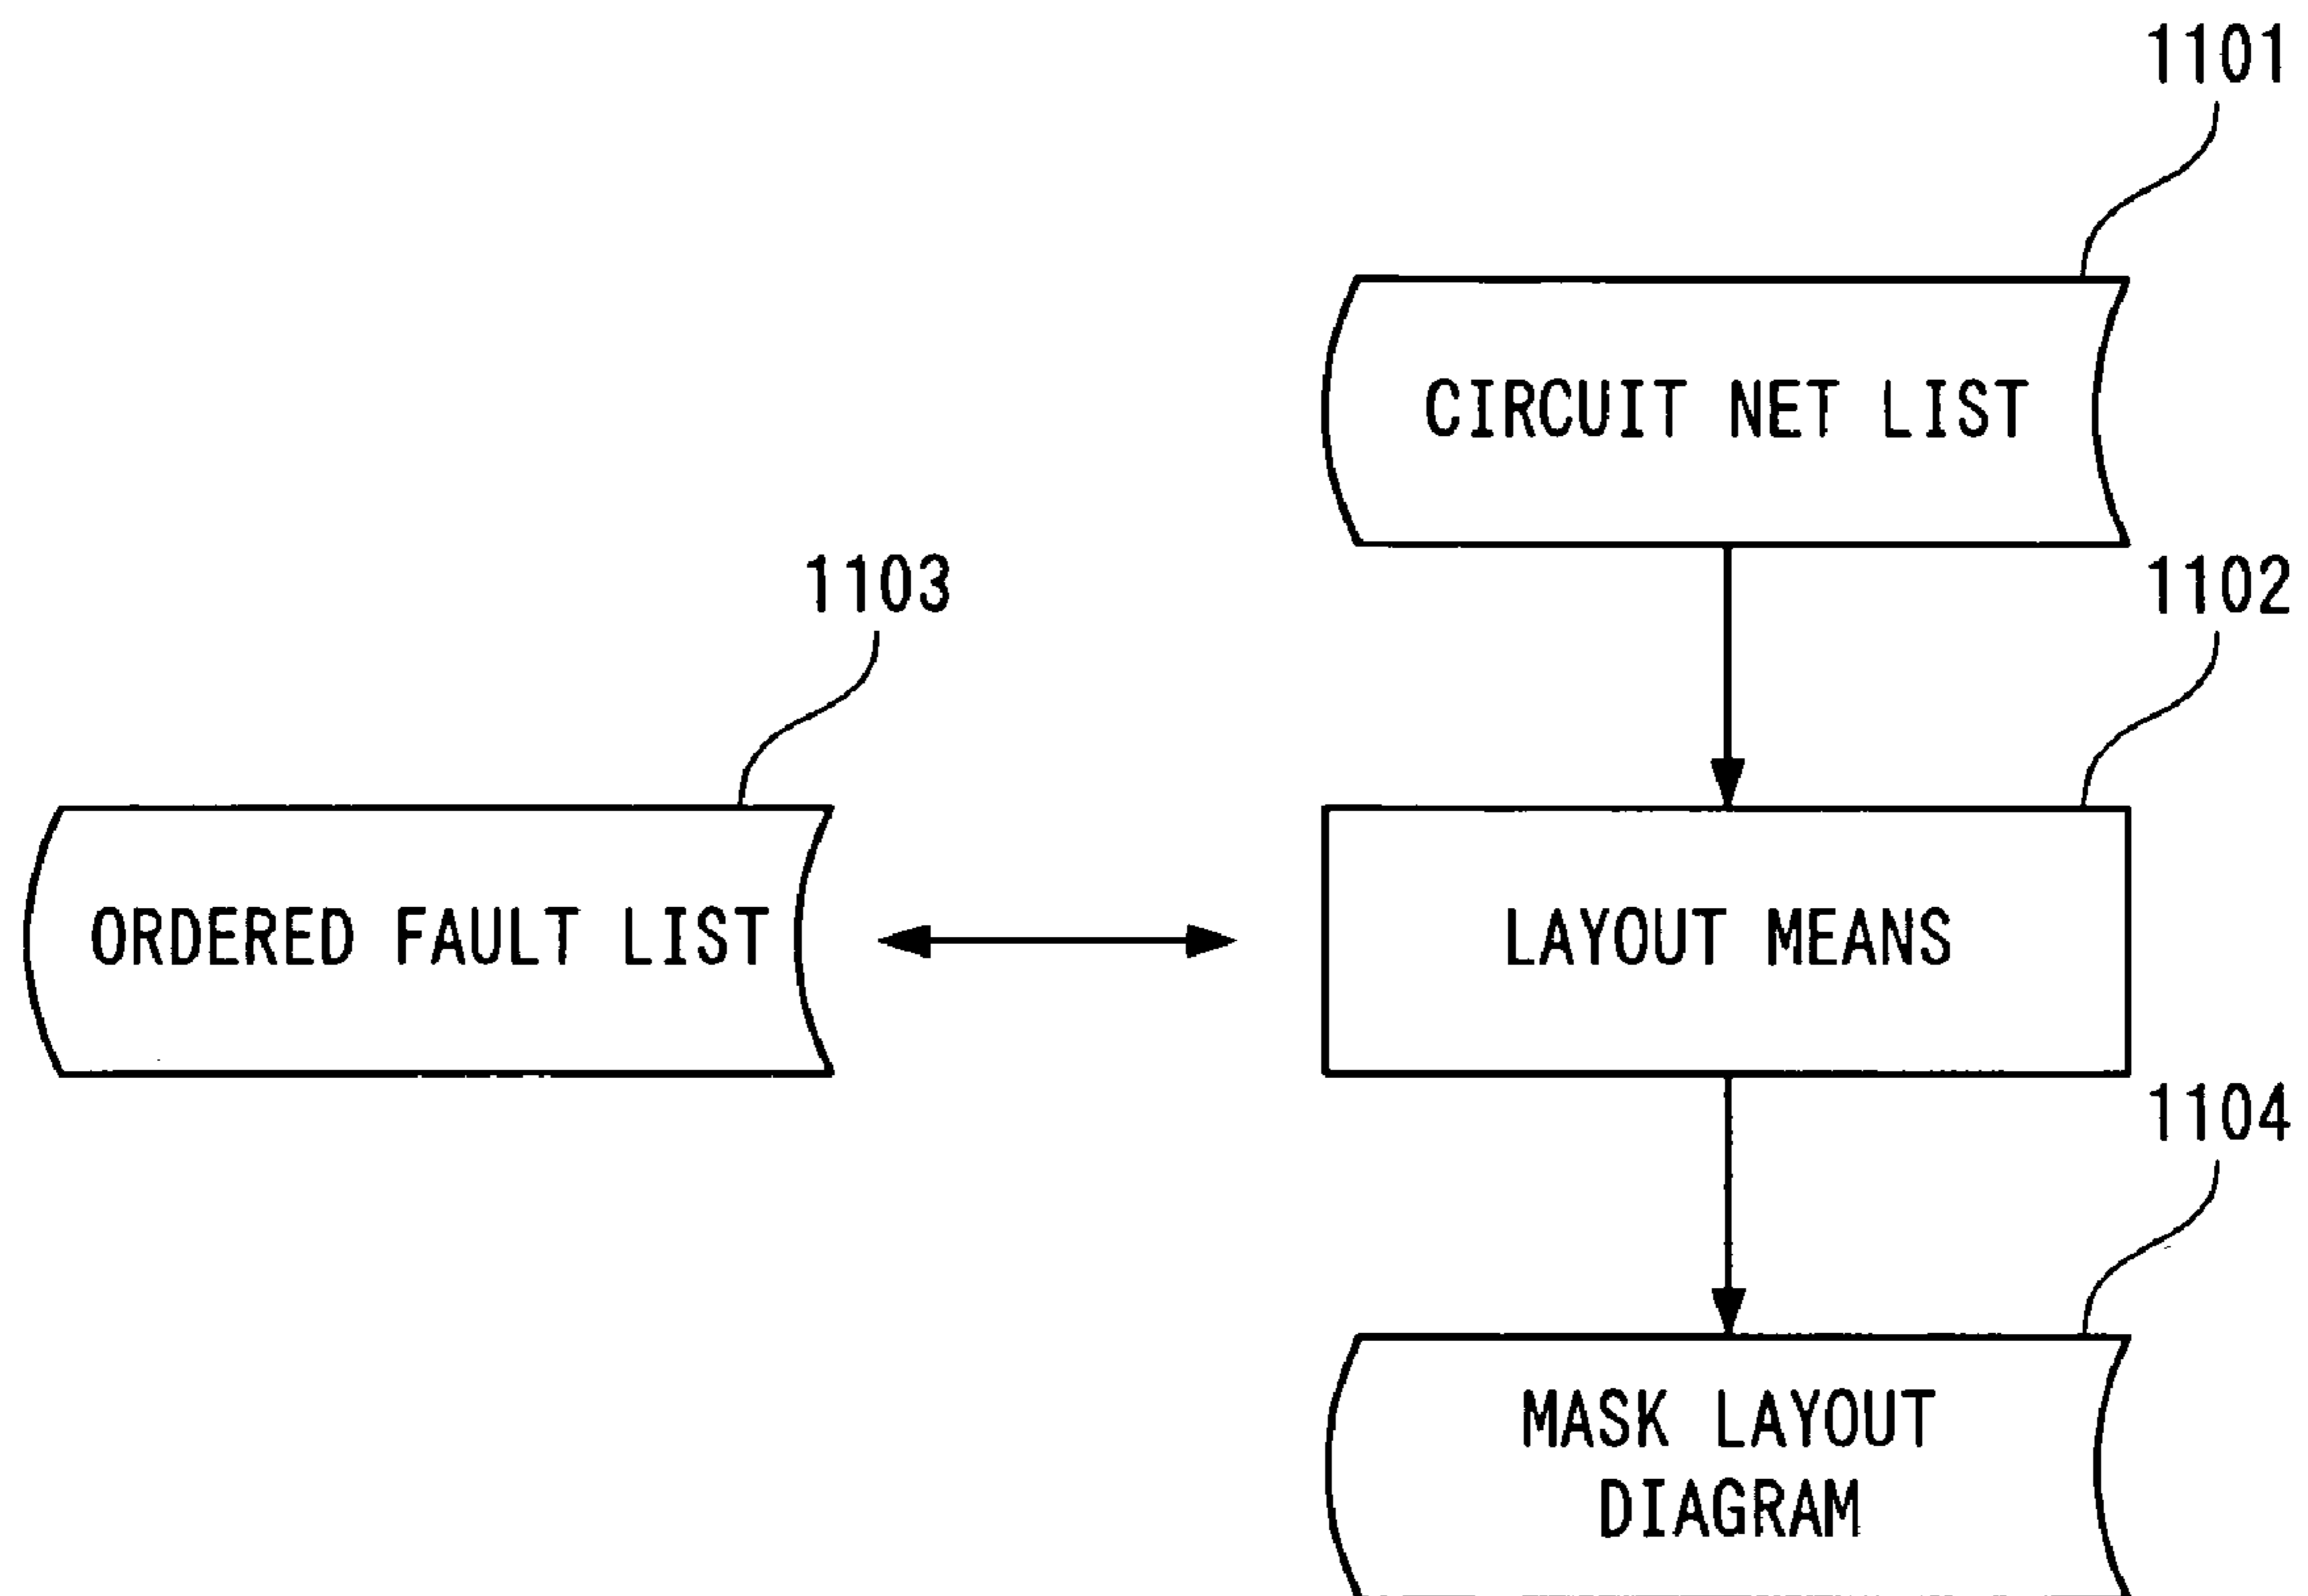 1101
CIRCUIT NET LIST
1103
1102
ORDERED FAULT LIST
LAYOUT MEANS
1104
MASK LAYOUT
DIAGRAM